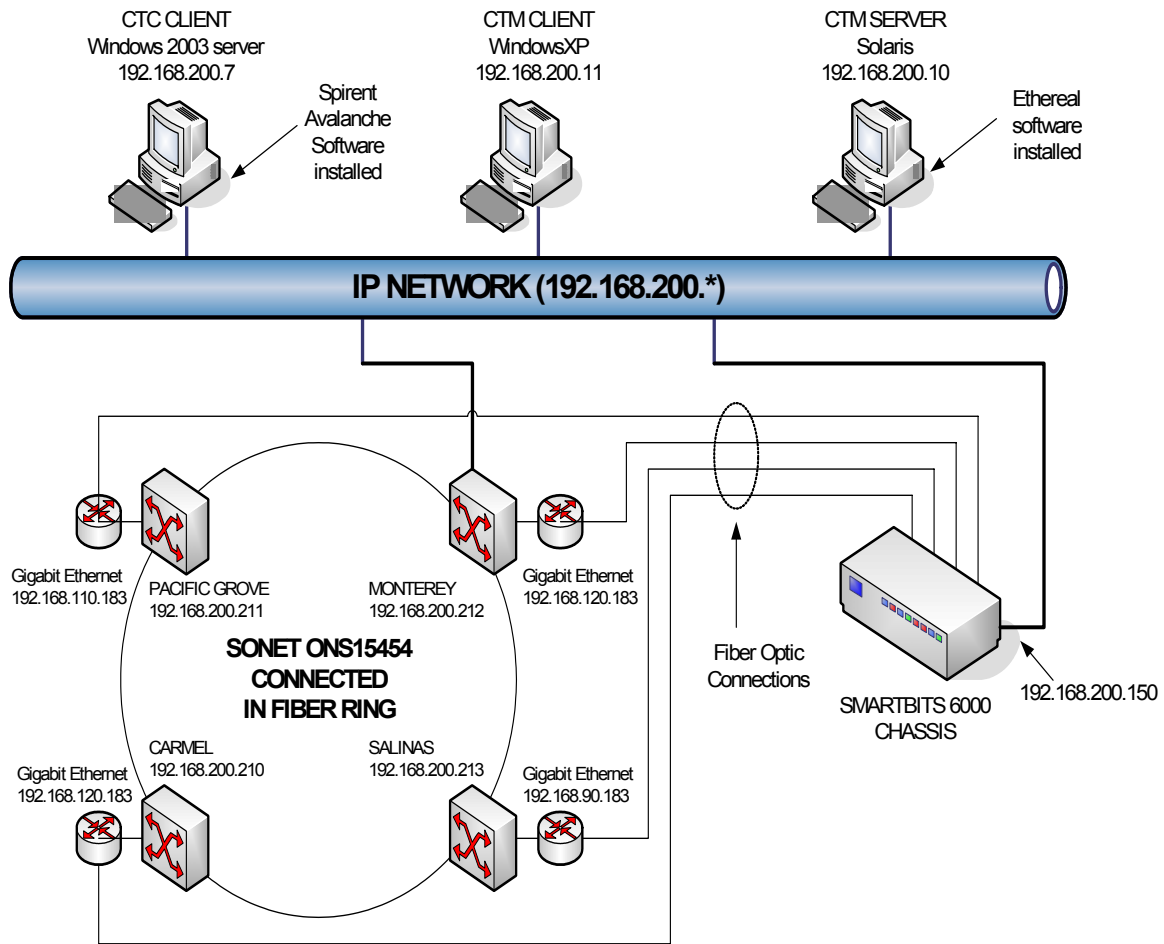 CTC CLIENT
Windows 2003 server
192.168.200.7
CTM CLIENT
WindowsXP
192.168.200.11
CTM SERVER
Solaris
192.168.200.10
Spirent
Avalanche
Software
installed
Ethereal
software
installed
IP NETWORK (192.168.200.*)
Gigabit Ethernet
192.168.110.183
PACIFIC GROVE
192.168.200.211
MONTEREY
192.168.200.212
Gigabit Ethernet
192.168.120.183
SONET ONS15454
CONNECTED
IN FIBER RING
Fiber Optic
Connections
SMARTBITS 6000
CHASSIS
192.168.200.150
CARMEL
192.168.200.210
SALINAS
192.168.200.213
Gigabit Ethernet
192.168.120.183
Gigabit Ethernet
192.168.90.183